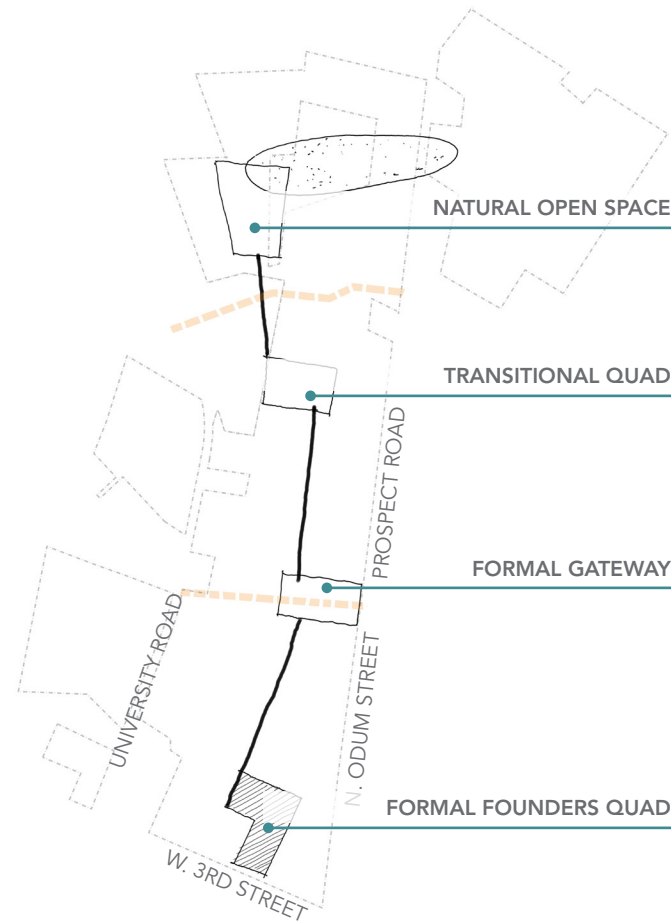 NATURAL OPEN SPACE
TRANSITIONAL QUAD
PROSPECT ROAD
FORMAL GATEWAY
UNIVERSITY ROAD
N. ODUM STREET
FORMAL FOUNDERS QUAD
W. 3RD STREET